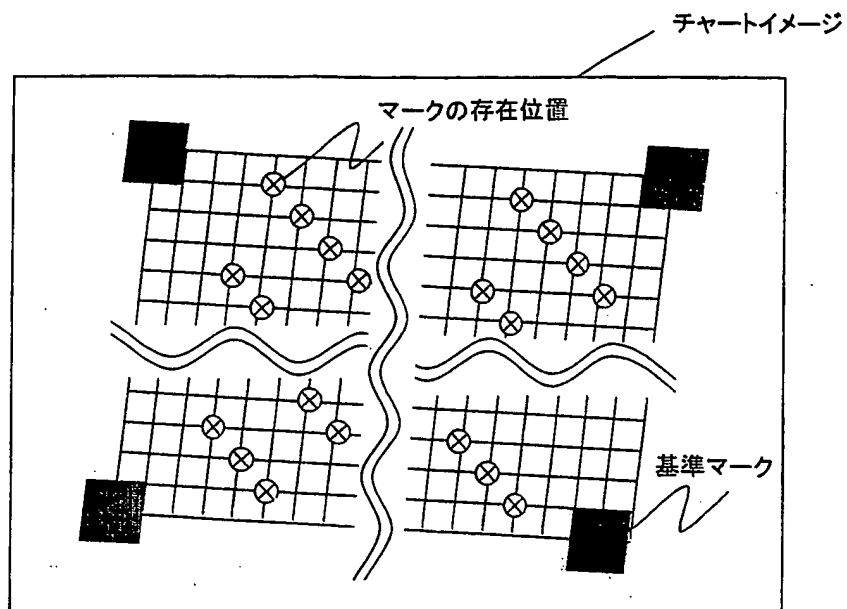 チャートイメージ
マークの存在位置
基準マーク